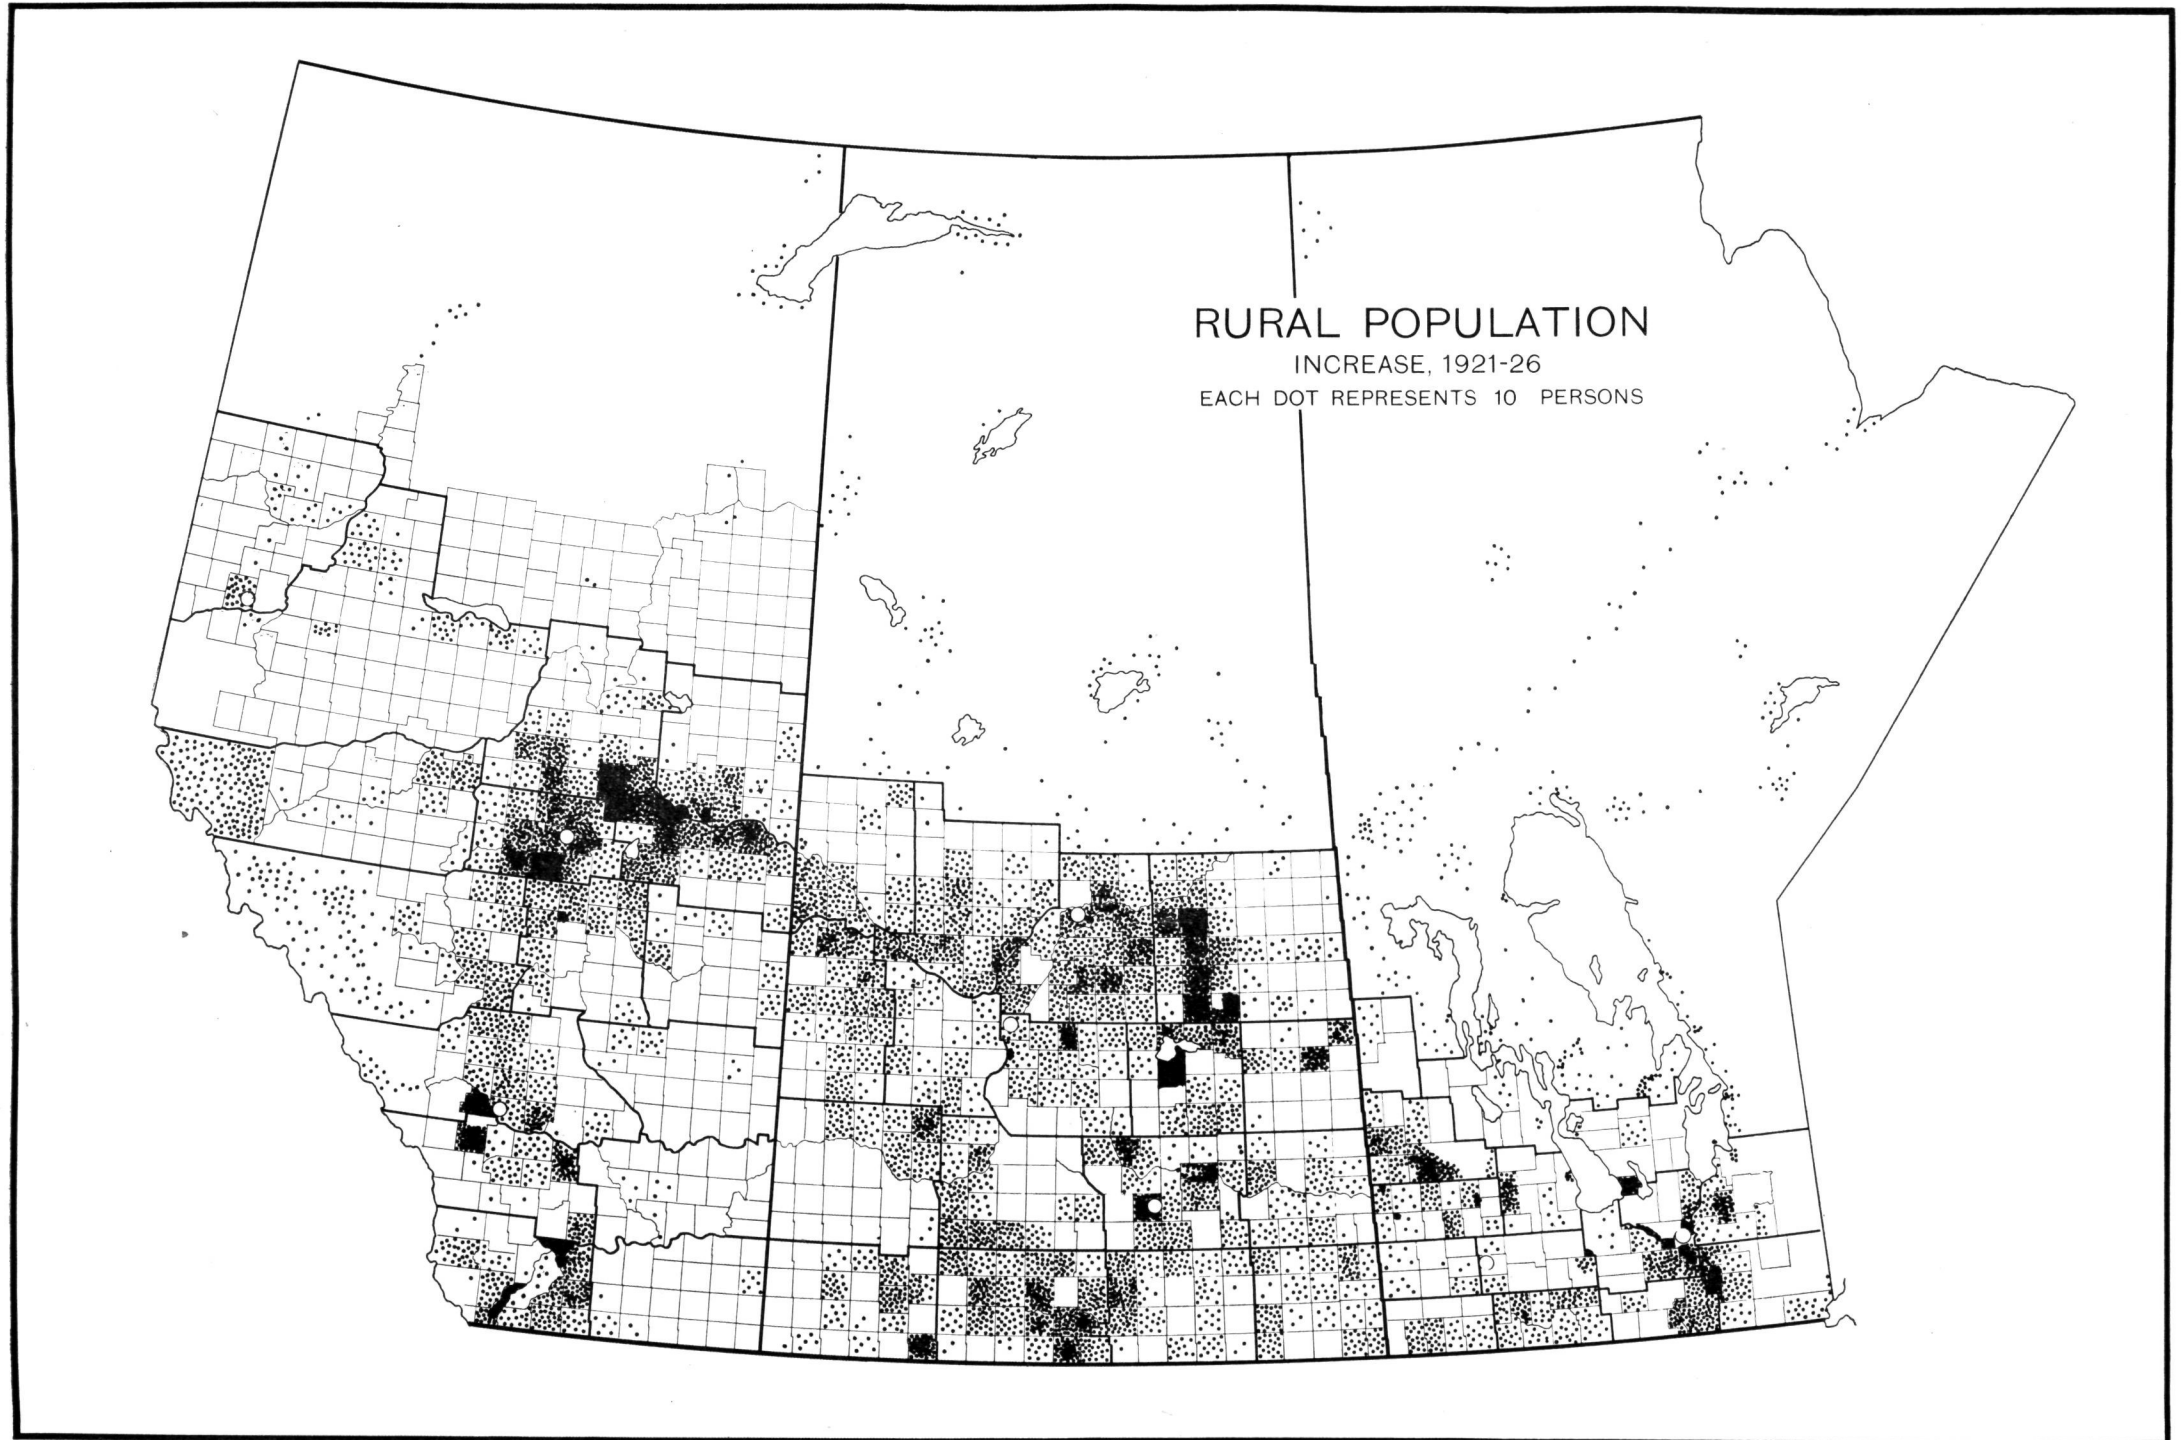 RURAL POPULATION
INCREASE, 1921-26
EACH DOT REPRESENTS 10 PERSONS